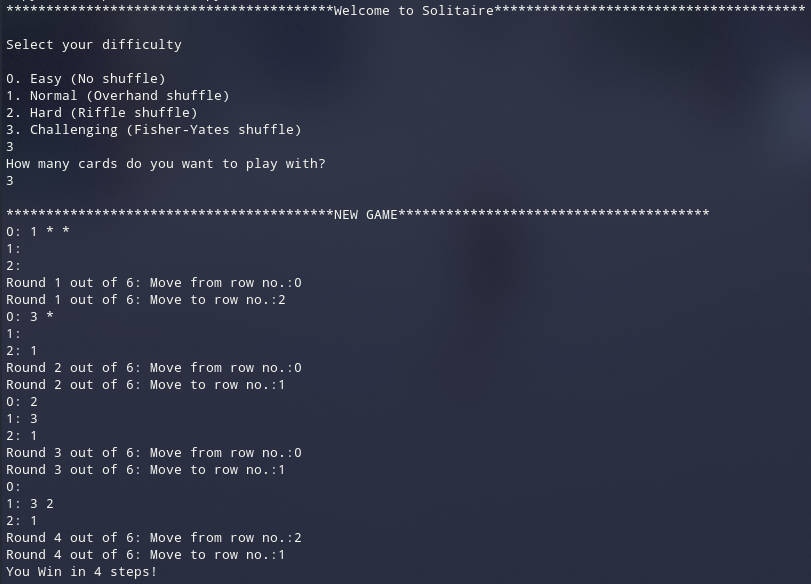 *****************************************Welcome to Solitaire***************************************
Select your difficulty
0. Easy (No shuffle)
1. Normal (Overhand shuffle)
2. Hard (Riffle shuffle)
3. Challenging (Fisher-Yates shuffle)
3
How many cards do you want to play with?
3
*****************************************NEW GAME***************************************
0: 1 * *
1:
2:
Round 1 out of 6: Move from row no.:0
Round 1 out of 6: Move to row no.:2
0: 3 *
1:
2: 1
Round 2 out of 6: Move from row no.:0
Round 2 out of 6: Move to row no.:1
0: 2
1: 3
2: 1
Round 3 out of 6: Move from row no.:0
Round 3 out of 6: Move to row no.:1
0:
1: 3 2
2: 1
Round 4 out of 6: Move from row no.:2
Round 4 out of 6: Move to row no.:1
You Win in 4 steps!